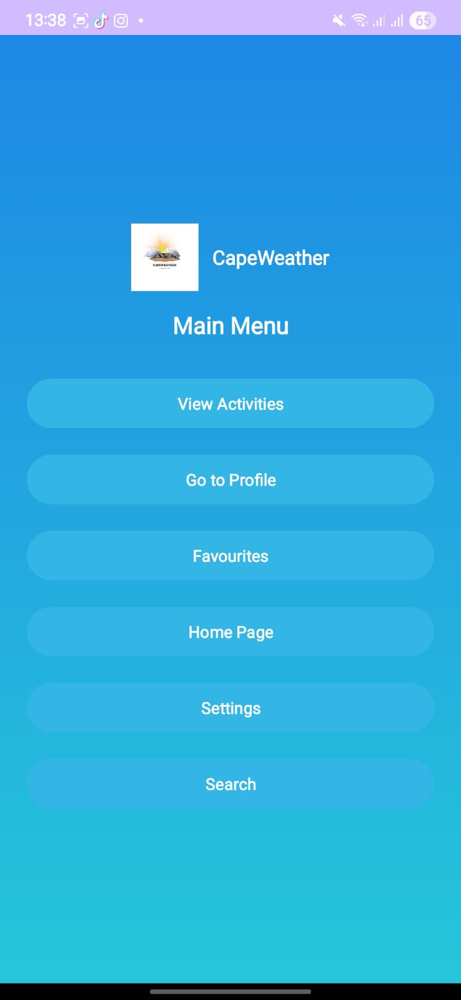 13:38
65
CAPEWEATHER
CapeWeather
Main Menu
View Activities
Go to Profile
Favourites
Home Page
Settings
Search